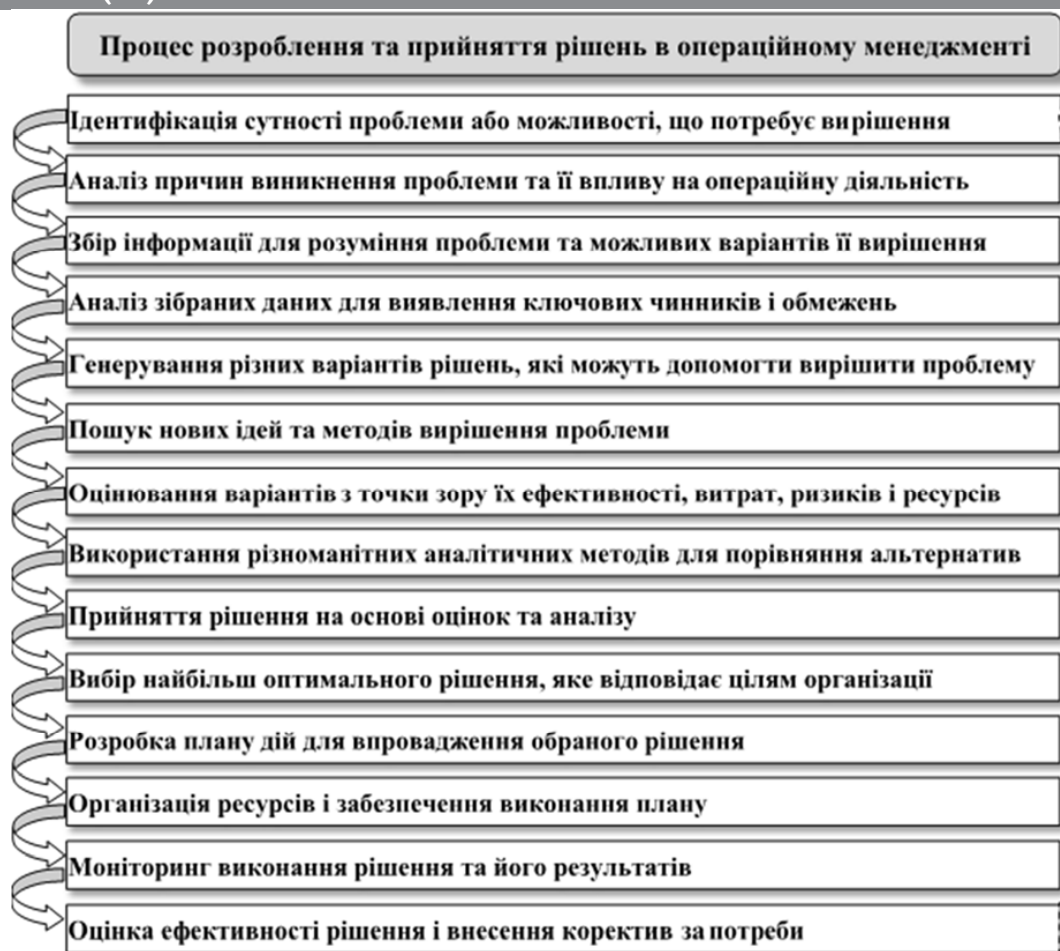 Процес розроблення та прийняття рішень в операційному менеджменті
Ідентифікація сутності проблеми або можливості, що потребує вирішення
Аналіз причин виникнення проблеми та її впливу на операційну діяльність
Збір інформації для розуміння проблеми та можливих варіантів її вирішення
Аналіз зібраних даних для виявлення ключових чинників і обмежень
Генерування різних варіантів рішень, які можуть допомогти вирішити проблему
Пошук нових ідей та методів вирішення проблеми
Оцінювання варіантів з точки зору їх ефективності, витрат, ризиків і ресурсів
Використання різноманітних аналітичних методів для порівняння альтернатив
Прийняття рішення на основі оцінок та аналізу
Вибір найбільш оптимального рішення, яке відповідає цілям організації
Розробка плану дій для впровадження обраного рішення
Організація ресурсів і забезпечення виконання плану
Моніторинг виконання рішення та його результатів
Оцінка ефективності рішення і внесення коректив за потреби